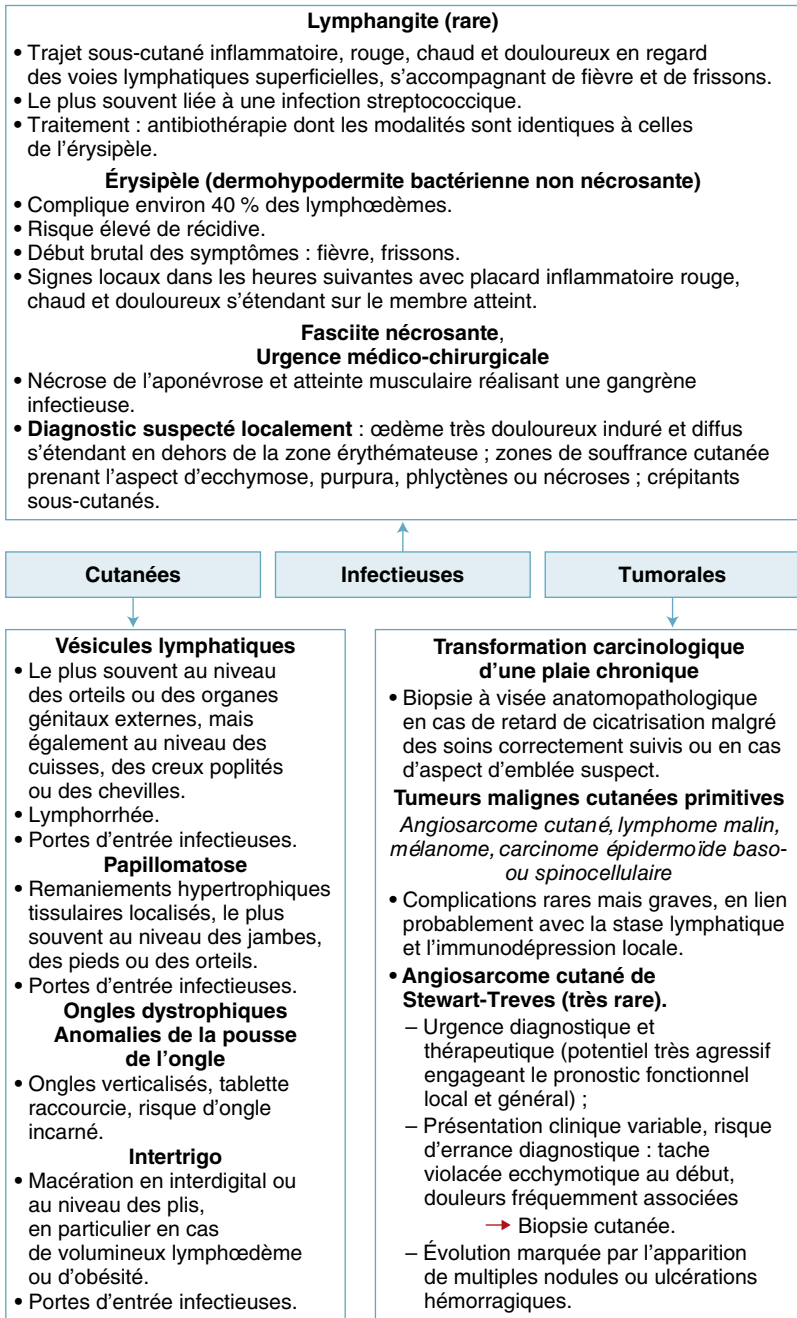 Lymphangite (rare)
• Trajet sous-cutané inflammatoire, rouge, chaud et douloureux en regard
des voies lymphatiques superficielles, s’accompagnant de fièvre et de frissons.
• Le plus souvent liée à une infection streptococcique.
• Traitement : antibiothérapie dont les modalités sont identiques à celles
de l’érysipèle.
Érysipèle (dermohypodermite bactérienne non nécrosante)
• Complique environ 40 % des lymphœdèmes.
• Risque élevé de récidive.
• Début brutal des symptômes : fièvre, frissons.
• Signes locaux dans les heures suivantes avec placard inflammatoire rouge,
chaud et douloureux s’étendant sur le membre atteint.
Fasciite nécrosante,
Urgence médico-chirurgicale
• Nécrose de l’aponévrose et atteinte musculaire réalisant une gangrène
infectieuse.
• Diagnostic suspecté localement : œdème très douloureux induré et diffus
s’étendant en dehors de la zone érythémateuse ; zones de souffrance cutanée
prenant l’aspect d’ecchymose, purpura, phlyctènes ou nécroses ; crépitants
sous-cutanés.
Cutanées
Infectieuses
Tumorales
Vésicules lymphatiques
• Le plus souvent au niveau
des orteils ou des organes
génitaux externes, mais
également au niveau des
cuisses, des creux poplités
ou des chevilles.
• Lymphorrhée.
• Portes d’entrée infectieuses.
Papillomatose
• Remaniements hypertrophiques
tissulaires localisés, le plus
souvent au niveau des jambes,
des pieds ou des orteils.
• Portes d’entrée infectieuses.
Ongles dystrophiques
Anomalies de la pousse
de l’ongle
• Ongles verticalisés, tablette
raccourcie, risque d’ongle
incarné.
Intertrigo
• Macération en interdigital ou
au niveau des plis,
en particulier en cas
de volumineux lymphœdème
ou d’obésité.
• Portes d’entrée infectieuses.
Transformation carcinologique
d’une plaie chronique
• Biopsie à visée anatomopathologique
en cas de retard de cicatrisation malgré
des soins correctement suivis ou en cas
d’aspect d’emblée suspect.
Tumeurs malignes cutanées primitives
Angiosarcome cutané, lymphome malin,
mélanome, carcinome épidermoïde baso-
ou spinocellulaire
• Complications rares mais graves, en lien
probablement avec la stase lymphatique
et l’immunodépression locale.
• Angiosarcome cutané de
Stewart-Treves (très rare).
– Urgence diagnostique et
thérapeutique (potentiel très agressif
engageant le pronostic fonctionnel
local et général) ;
– Présentation clinique variable, risque
d’errance diagnostique : tache
violacée ecchymotique au début,
douleurs fréquemment associées
→ Biopsie cutanée.
– Évolution marquée par l’apparition
de multiples nodules ou ulcérations
hémorragiques.